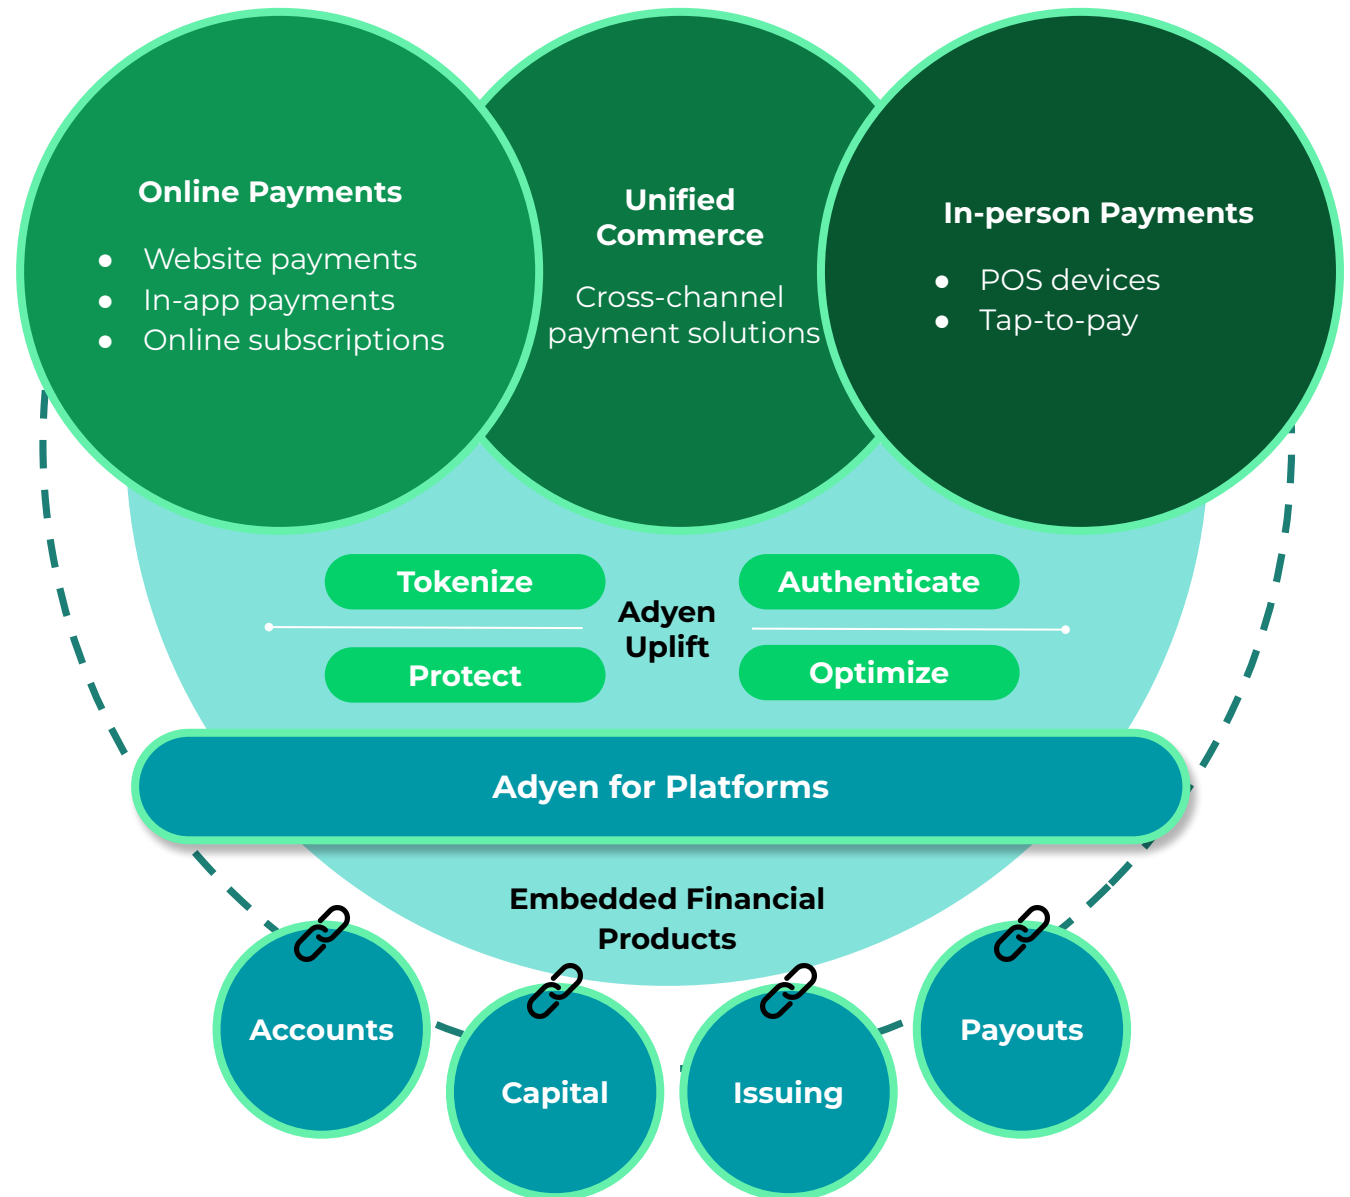 Online Payments
● Website payments
● In-app payments
● Online subscriptions
Unified
Commerce
Cross-channel
payment solutions
In-person Payments
● POS devices
● Tap-to-pay
Tokenize
Protect
Adyen
Uplift
Authenticate
Optimize
Adyen for Platforms
Embedded Financial
Products
Accounts
Capital
Issuing
Payouts